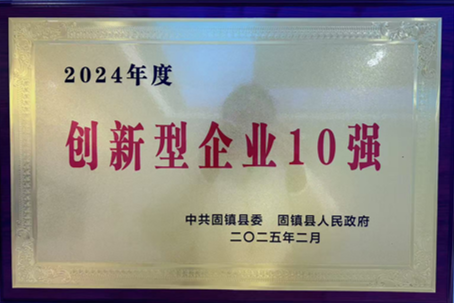 2024年度
创新型企业10强
中共固镇县委 固镇县人民政府
二〇二五年二月